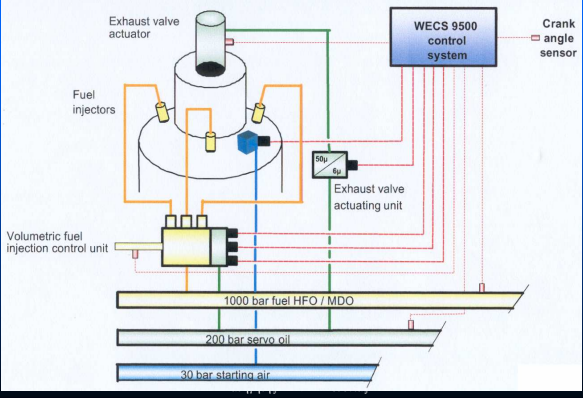 Exhaust valve
actuator
WECS 9500
control
system
Crank
angle
sensor
Fuel
injectors
50µ
6µ
Exhaust valve
actuating unit
Volumetric fuel
injection control unit
1000 bar fuel HFO / MDO
200 bar servo oil
30 bar starting air